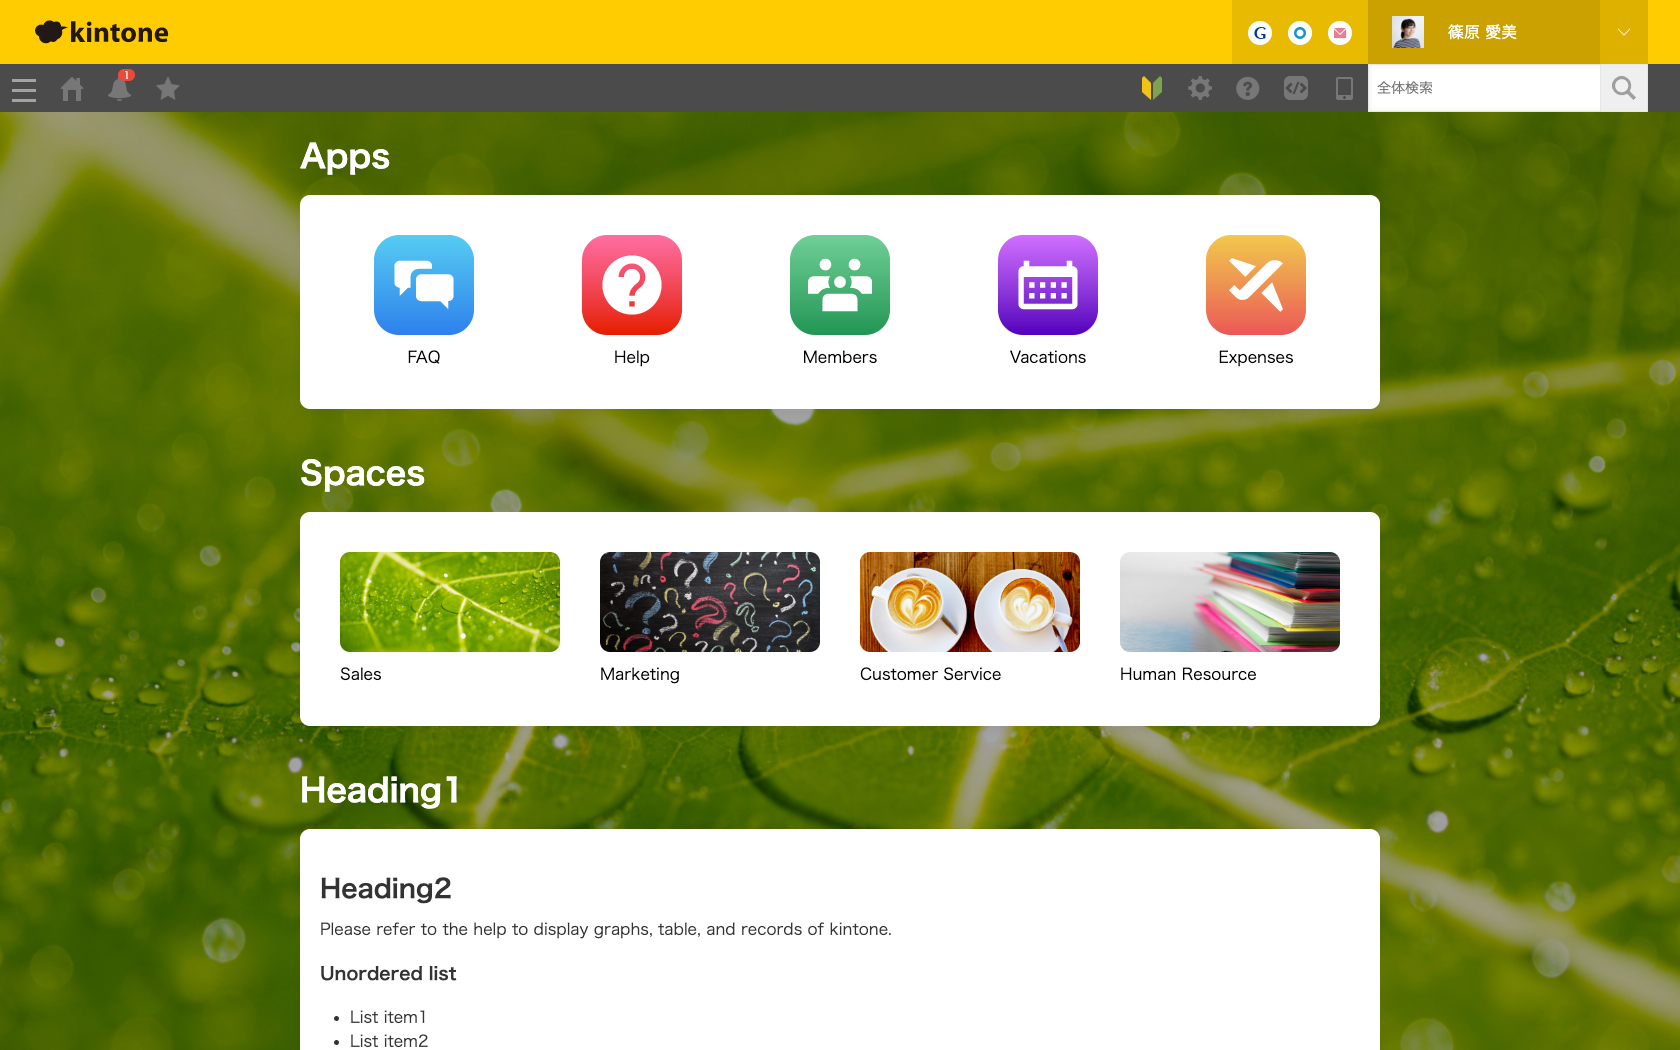 kintone
G
篠原 愛美
1
全体検索
Apps
FAQ
Help
Members
Vacations
Expenses
Spaces
Sales
Marketing
Customer Service
Human Resource
Heading1
Heading2
Please refer to the help to display graphs, table, and records of kintone.
Unordered list
• List item1
• List item2